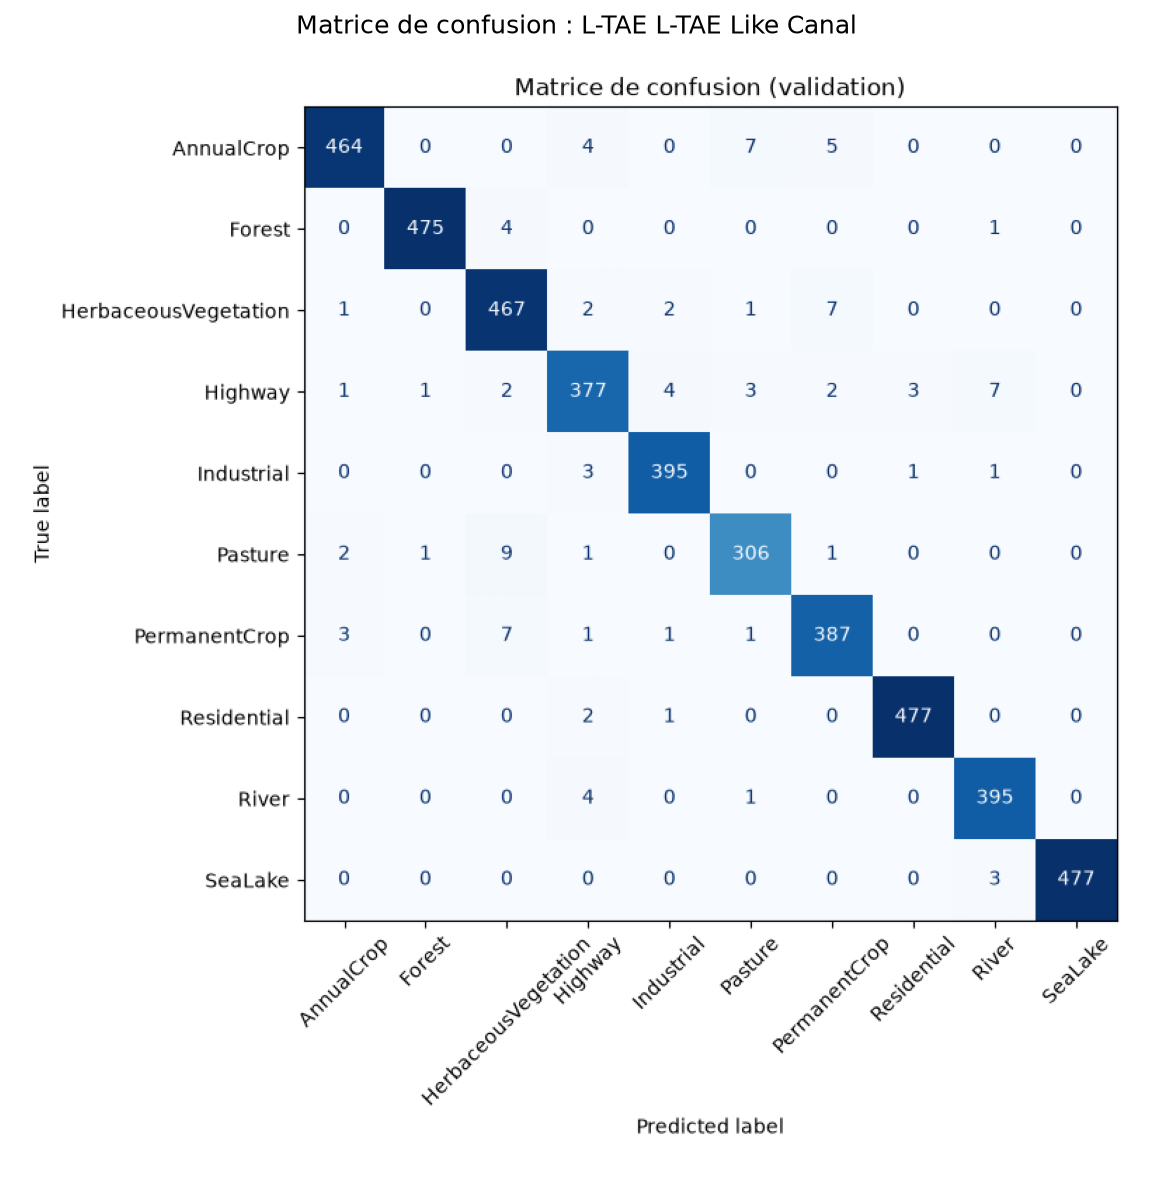 Matrice de confusion : L-TAE L-TAE Like Canal
Matrice de confusion (validation)
AnnualCrop 464 0 0 4 0 7 5 0 0 0
Forest 0 475 4 0 0 0 0 0 1 0
HerbaceousVegetation 1 0 467 2 2 1 7 0 0 0
Highway 1 1 2 377 4 3 2 3 7 0
Industrial 0 0 0 3 395 0 0 1 1 0
Pasture 2 1 9 1 0 306 1 0 0 0
PermanentCrop 3 0 7 1 1 1 387 0 0 0
Residential 0 0 0 2 1 0 0 477 0 0
River 0 0 0 4 0 1 0 0 395 0
SeaLake 0 0 0 0 0 0 0 0 3 477
True label
AnnualCrop Forest HerbaceousVegetation Highway Industrial Pasture PermanentCrop Residential River SeaLake
Predicted label